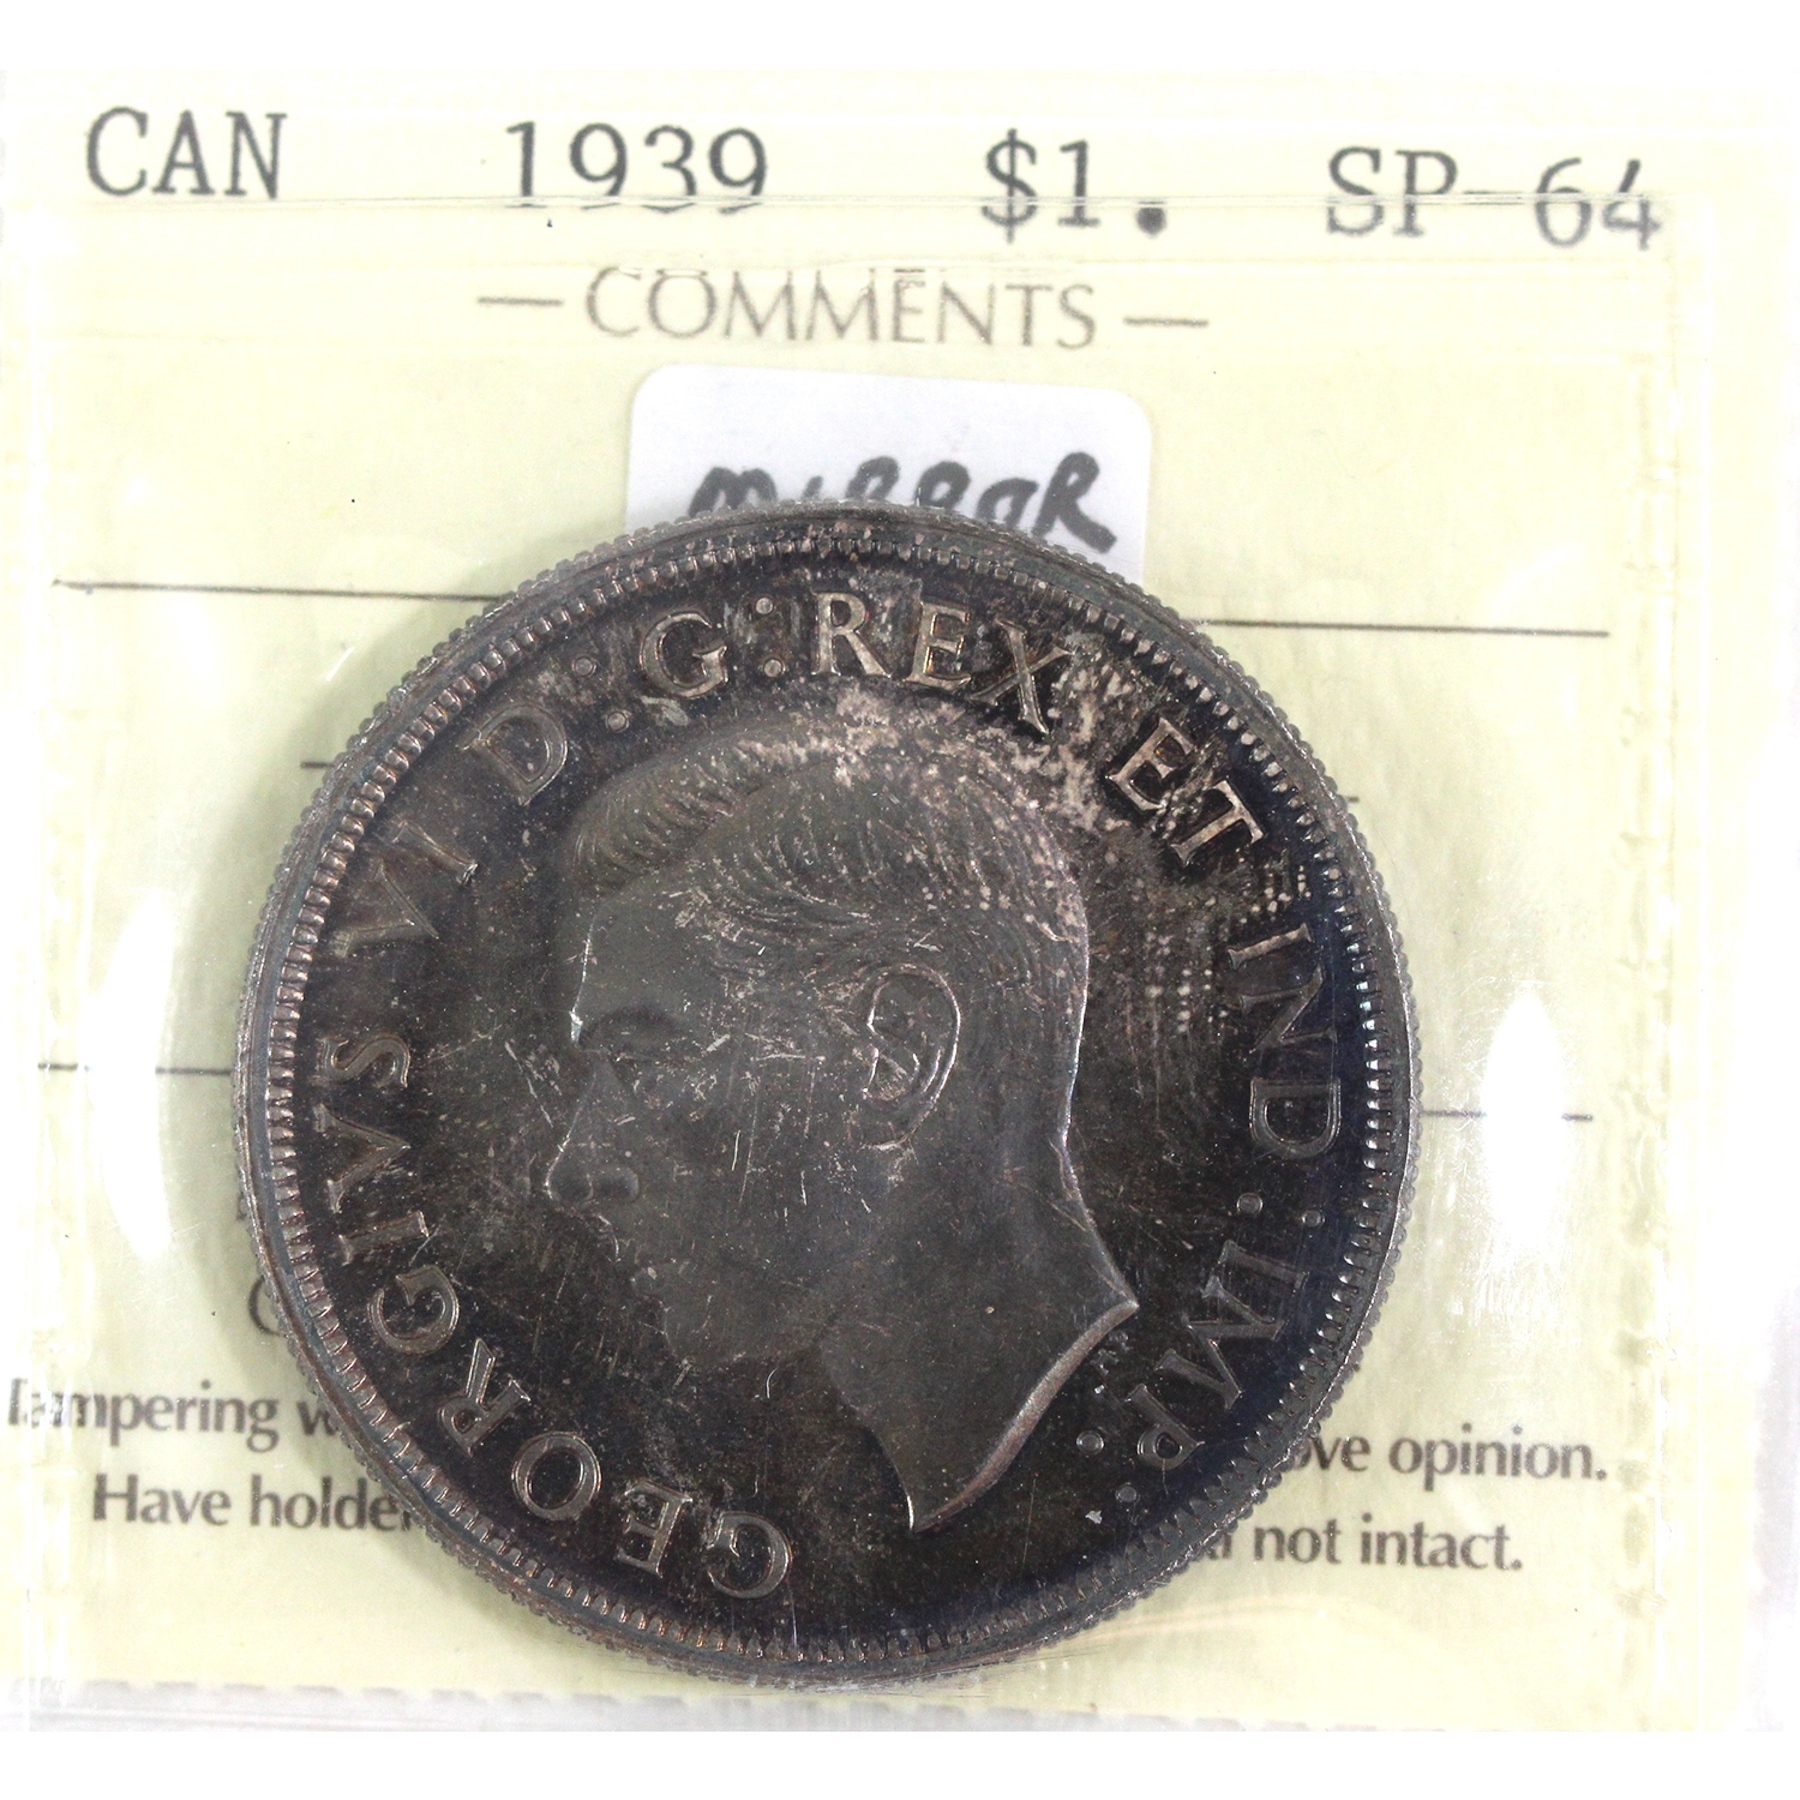 CAN 1939 $1. SP-64
— COMMENTS —
MIRROR
GEORGIVS VI D:G:REX ET IND:IMP:
Tampering w ove opinion.
Have holder not intact.